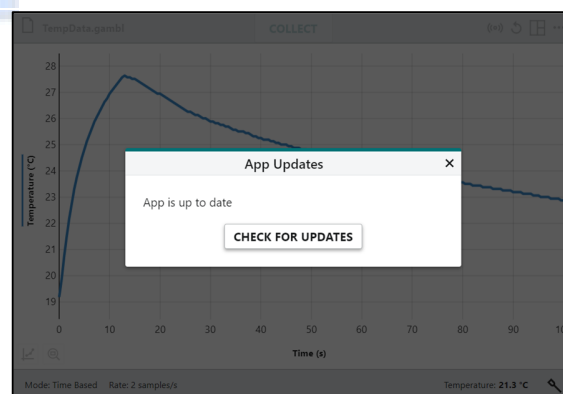 TempData.gambl
COLLECT
28
27
26
25
24
23
22
21
20
19
Temperature (°C)
App Updates
App is up to date
CHECK FOR UPDATES
0 10 20 30 40 50 60 70 80 90
Time (s)
Mode: Time Based Rate: 2 samples/s Temperature: 21.3 °C